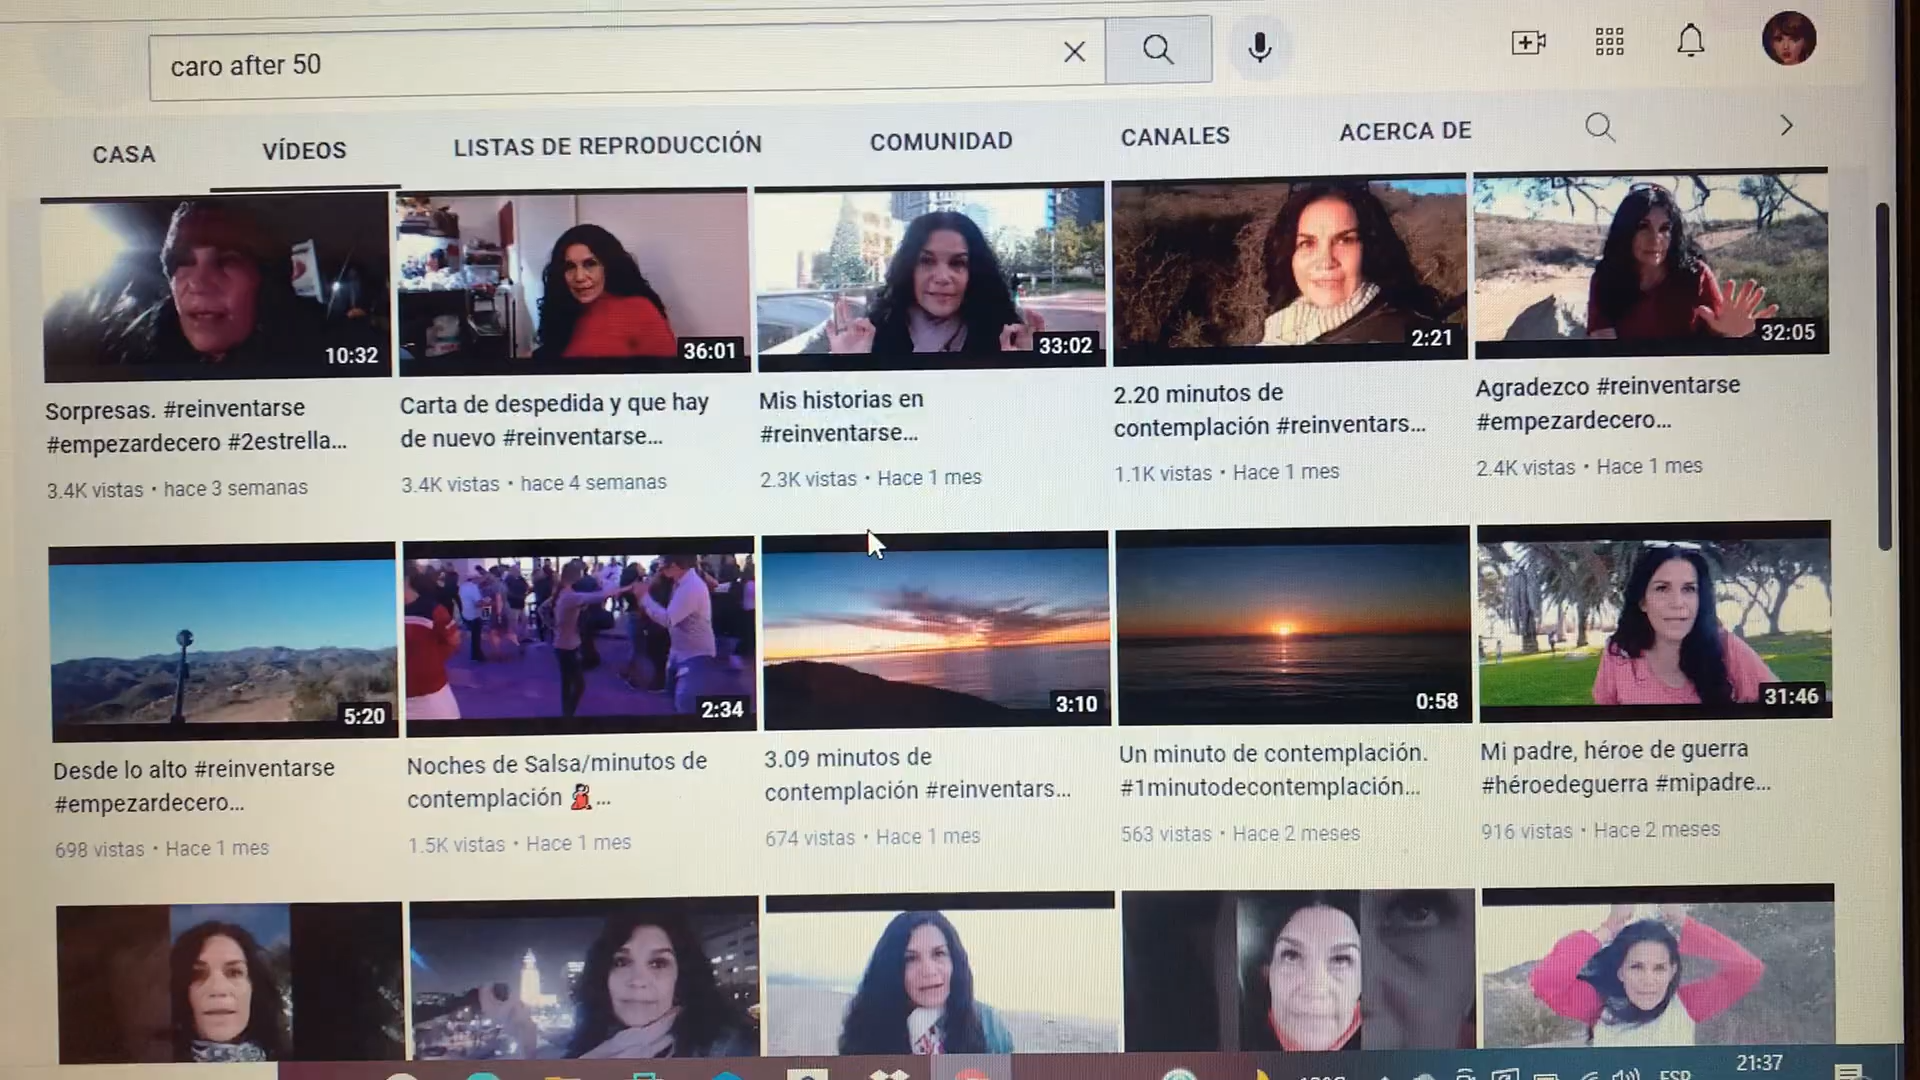 caro after 50
CASA
VÍDEOS
LISTAS DE REPRODUCCIÓN
COMUNIDAD
CANALES
ACERCA DE
10:32
36:01
33:02
2:21
32:05
Sorpresas. #reinventarse
#empezardecero #2estrella...
3.4K vistas • hace 3 semanas
Carta de despedida y que hay
de nuevo #reinventarse...
3.4K vistas • hace 4 semanas
Mis historias en
#reinventarse...
2.3K vistas • Hace 1 mes
2.20 minutos de
contemplación #reinventars...
1.1K vistas • Hace 1 mes
Agradezco #reinventarse
#empezardecero...
2.4K vistas • Hace 1 mes
5:20
2:34
3:10
0:58
31:46
Desde lo alto #reinventarse
#empezardecero...
698 vistas • Hace 1 mes
Noches de Salsa/minutos de
contemplación 💃...
1.5K vistas • Hace 1 mes
3.09 minutos de
contemplación #reinventars...
674 vistas • Hace 1 mes
Un minuto de contemplación.
#1minutodecontemplación...
563 vistas • Hace 2 meses
Mi padre, héroe de guerra
#héroedeguerra #mipadre...
916 vistas • Hace 2 meses
ESP
21:37